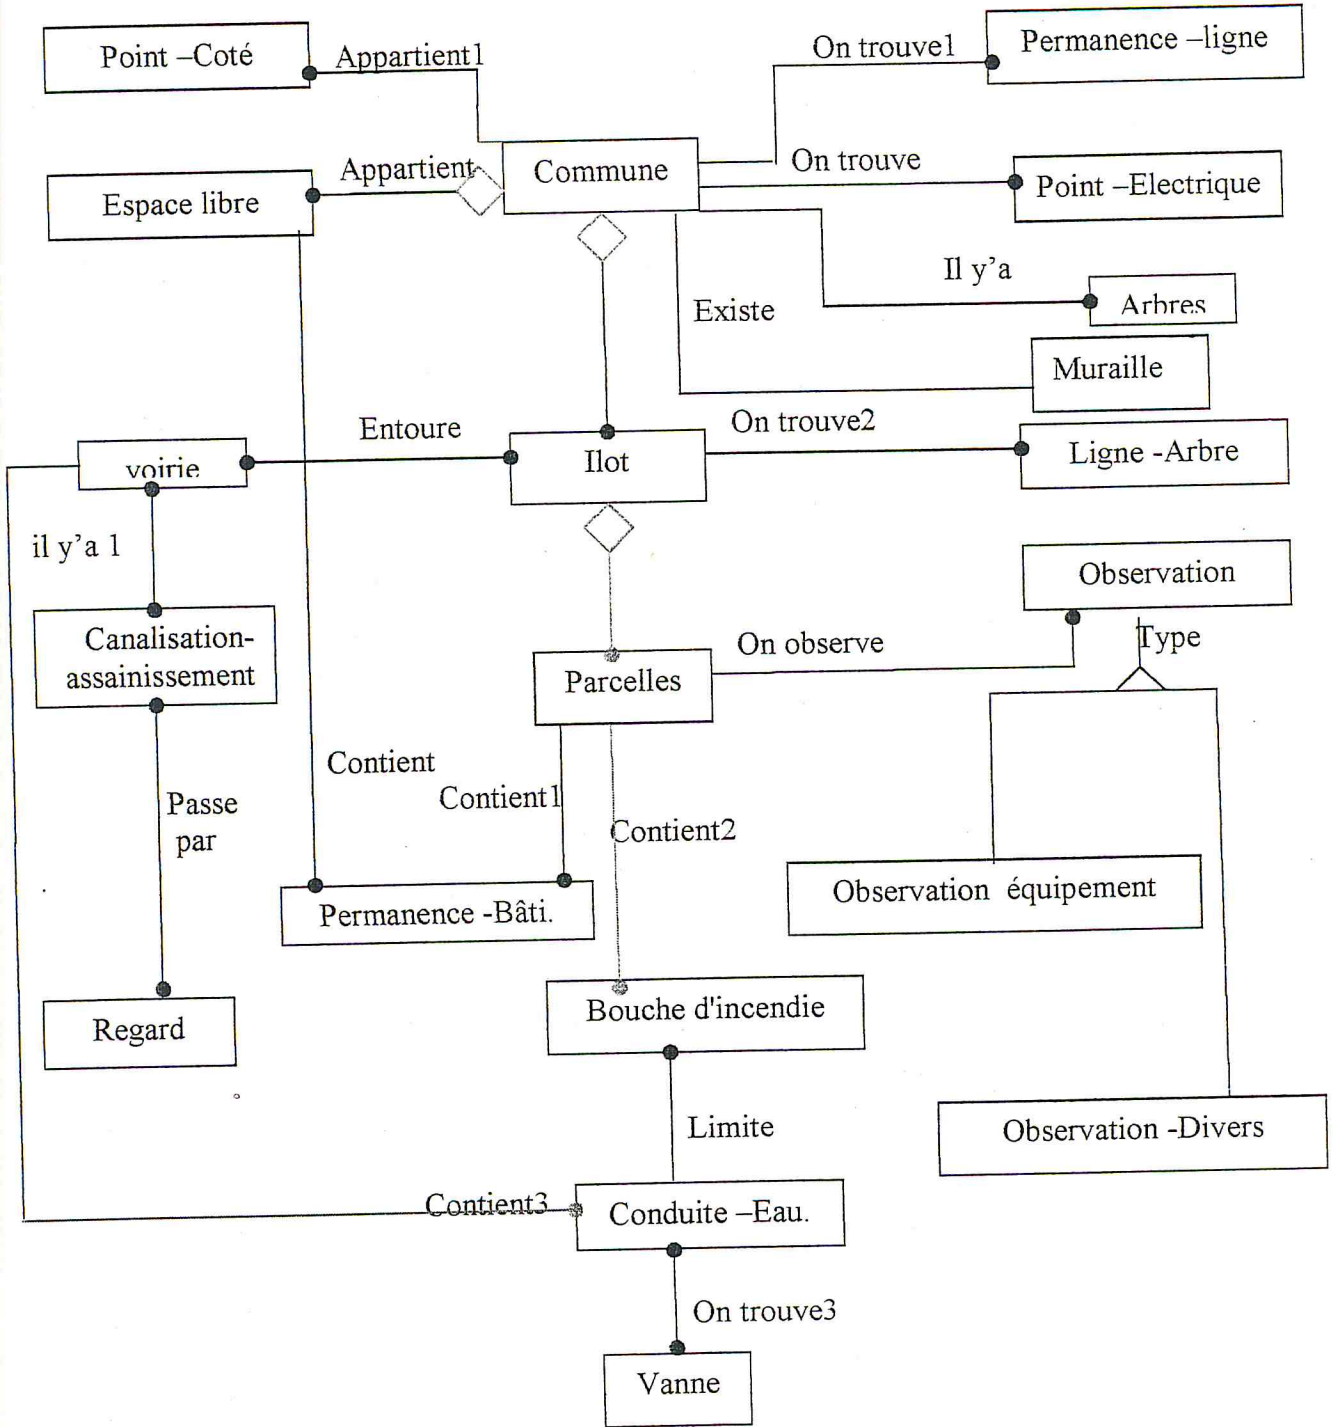 Point –Coté
Appartient1
On trouve1
Permanence –ligne
Espace libre
Appartient
Commune
On trouve
Point –Electrique
Il y'a
Arbres
Existe
Muraille
Entoure
On trouve2
voirie
Ilot
Ligne -Arbre
il y'a 1
Observation
Canalisation-
assainissement
On observe
Type
Parcelles
Contient
Contient1
Passe
par
Contient2
Permanence -Bâti.
Observation équipement
Regard
Bouche d'incendie
Limite
Observation -Divers
Contient3
Conduite –Eau.
On trouve3
Vanne